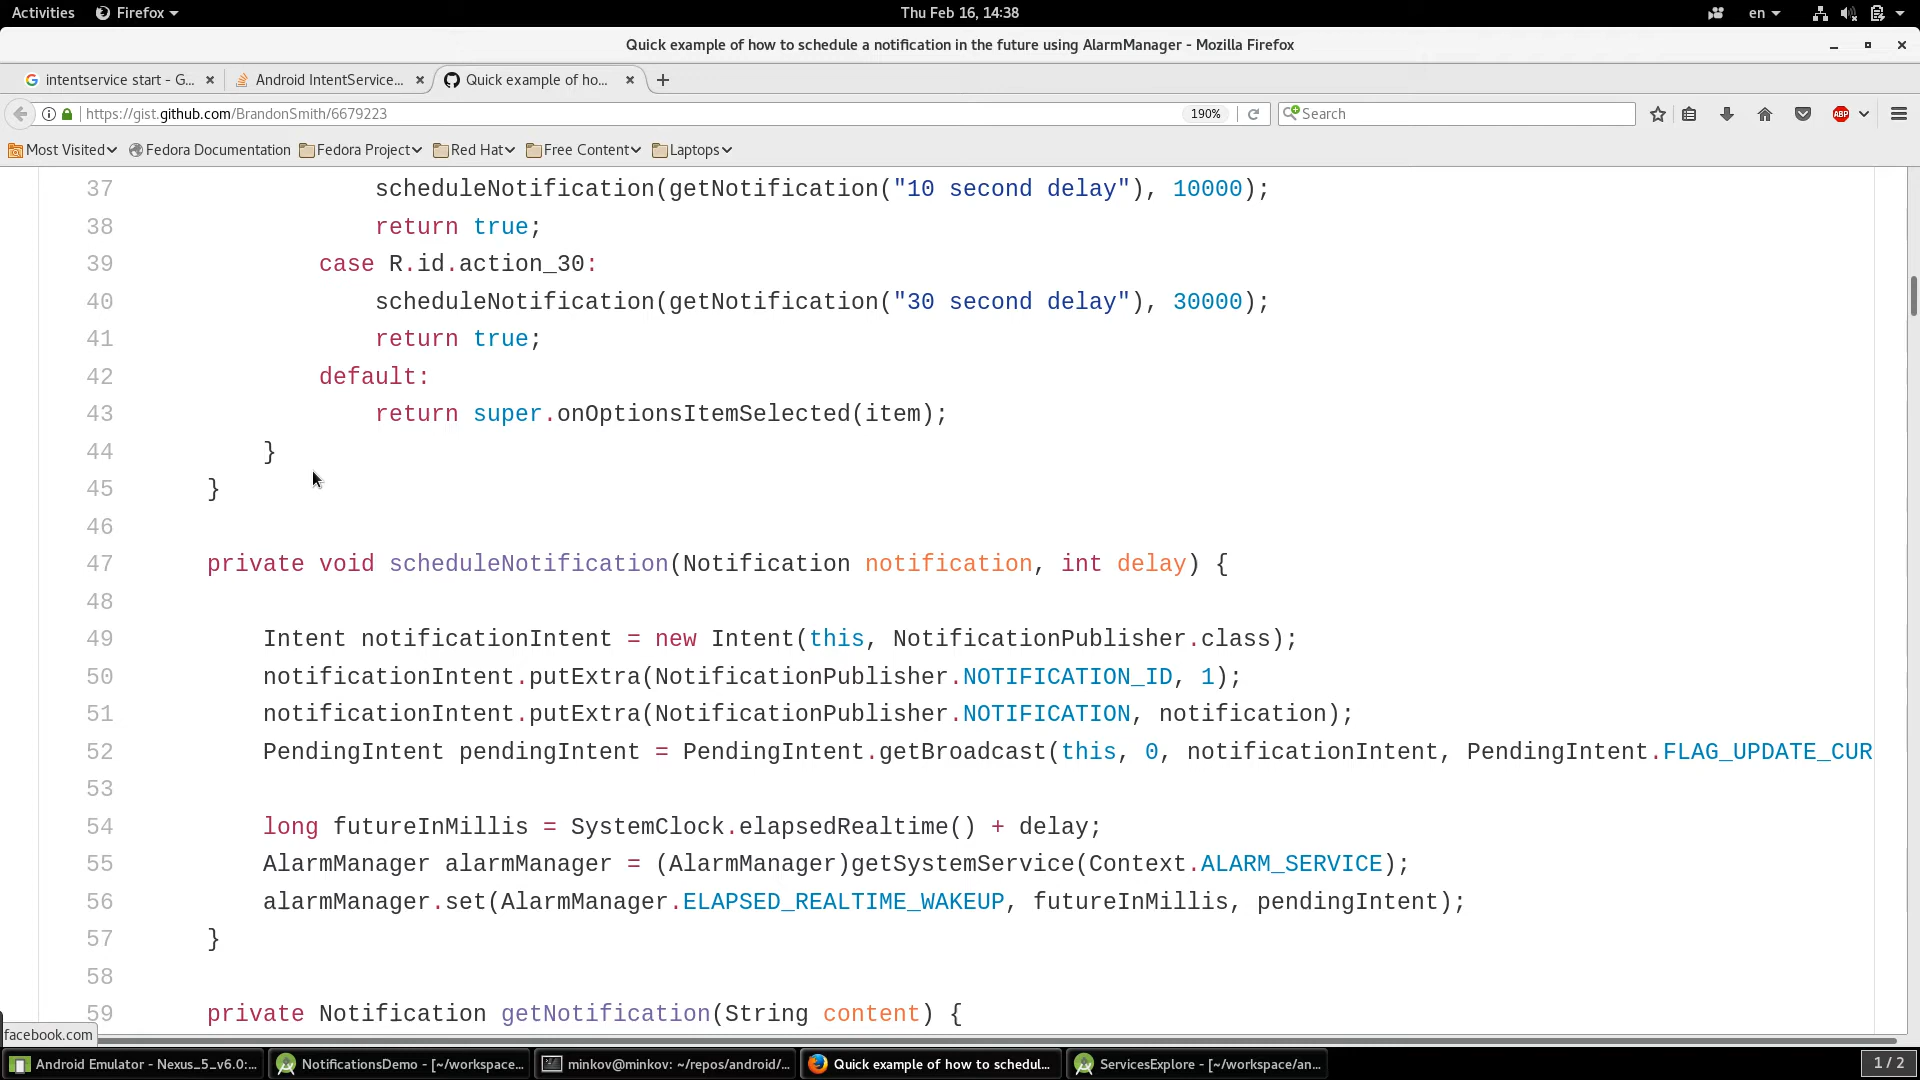 Activities Firefox Thu Feb 16, 14:38 en
Quick example of how to schedule a notification in the future using AlarmManager - Mozilla Firefox
intentservice start - G... Android IntentService... Quick example of ho...
https://gist.github.com/BrandonSmith/6679223 190% Search ABP
Most Visited Fedora Documentation Fedora Project Red Hat Free Content Laptops
37 scheduleNotification(getNotification("10 second delay"), 10000);
38 return true;
39 case R.id.action_30:
40 scheduleNotification(getNotification("30 second delay"), 30000);
41 return true;
42 default:
43 return super.onOptionsItemSelected(item);
44 }
45 }
46
47 private void scheduleNotification(Notification notification, int delay) {
48
49 Intent notificationIntent = new Intent(this, NotificationPublisher.class);
50 notificationIntent.putExtra(NotificationPublisher.NOTIFICATION_ID, 1);
51 notificationIntent.putExtra(NotificationPublisher.NOTIFICATION, notification);
52 PendingIntent pendingIntent = PendingIntent.getBroadcast(this, 0, notificationIntent, PendingIntent.FLAG_UPDATE_CUR
53
54 long futureInMillis = SystemClock.elapsedRealtime() + delay;
55 AlarmManager alarmManager = (AlarmManager)getSystemService(Context.ALARM_SERVICE);
56 alarmManager.set(AlarmManager.ELAPSED_REALTIME_WAKEUP, futureInMillis, pendingIntent);
57 }
58
59 private Notification getNotification(String content) {
facebook.com
Android Emulator - Nexus_5_v6.0:... NotificationsDemo - [~/workspace... minkov@minkov: ~/repos/android/... Quick example of how to schedul... ServicesExplore - [~/workspace/an... 1 / 2